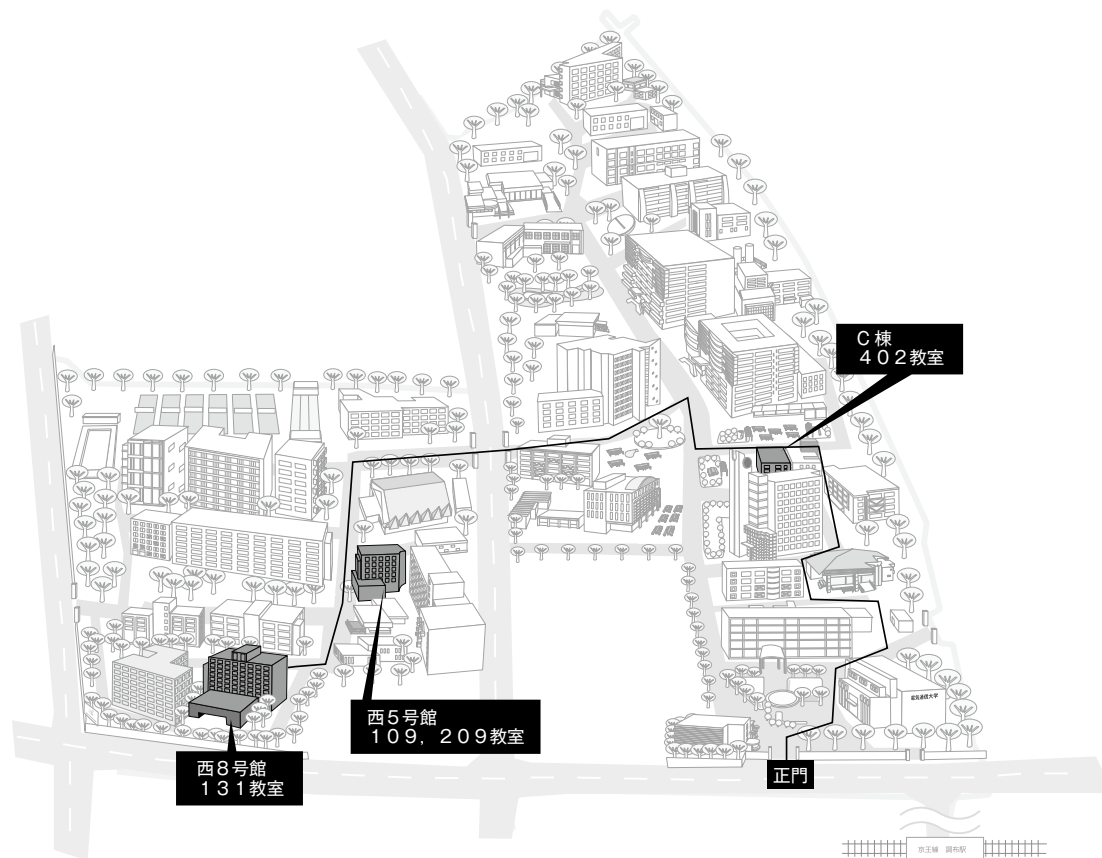 C棟
402教室
電気通信大学
西5号館
109, 209教室
西8号館
131教室
正門
京王線 調布駅